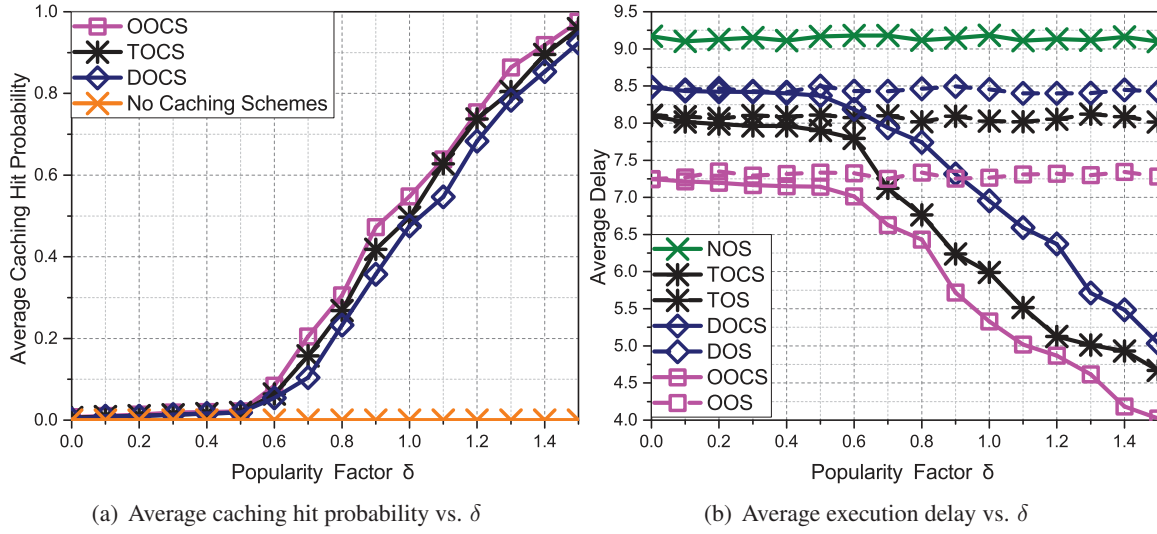 1.0
0.8
0.6
0.4
0.2
0.0
Average Caching Hit Probability
OOCS
TOCS
DOCS
No Caching Schemes
0.0 0.2 0.4 0.6 0.8 1.0 1.2 1.4
Popularity Factor δ
(a) Average caching hit probability vs. δ
9.5
9.0
8.5
8.0
7.5
7.0
6.5
6.0
5.5
5.0
4.5
4.0
Average Delay
NOS
TOCS
TOS
DOCS
DOS
OOCS
OOS
0.0 0.2 0.4 0.6 0.8 1.0 1.2 1.4
Popularity Factor δ
(b) Average execution delay vs. δ